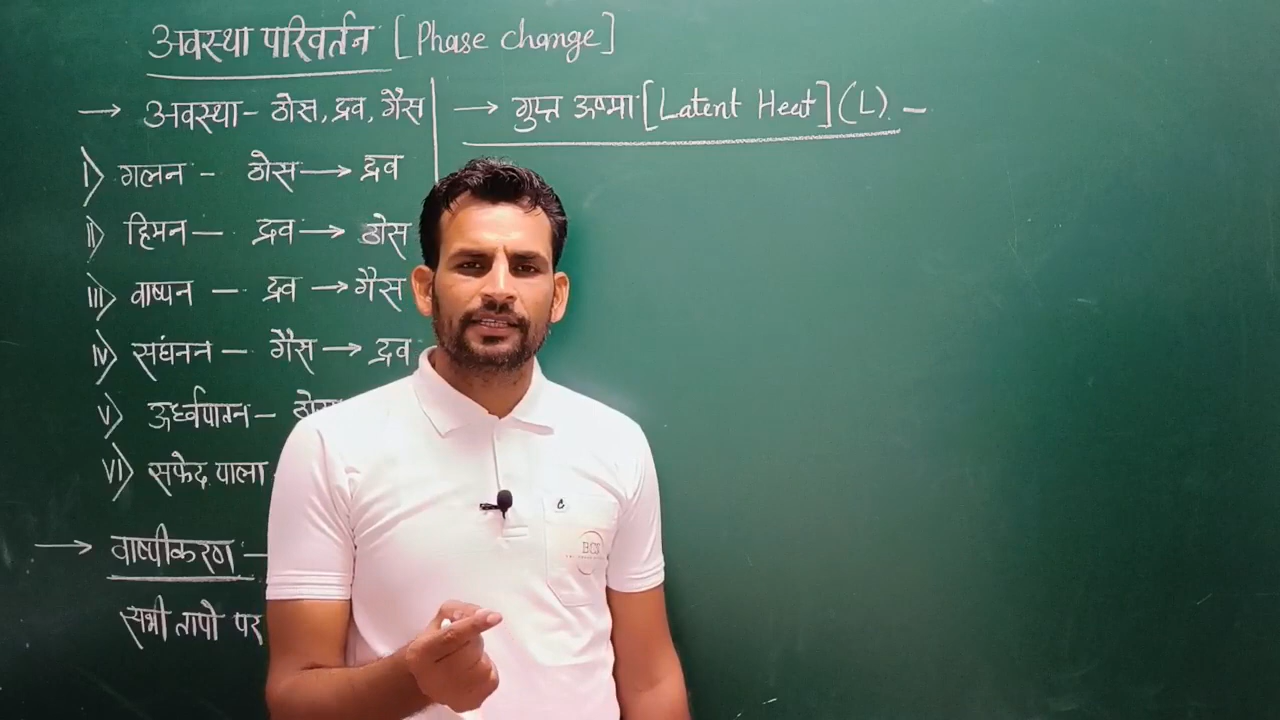 अवस्था परिवर्तन [Phase change]
→ अवस्था - ठोस, द्रव, गैस
I) गलन - ठोस → द्रव
II) हिमन - द्रव → ठोस
III) वाष्पन - द्रव → गैस
IV) संघनन - गैस → द्रव
V) ऊर्ध्वपातन - ठोस
VI) सफेद पाला
→ वाष्पीकरण -
सभी तापो पर
→ गुप्त ऊष्मा [Latent Heat] (L). -